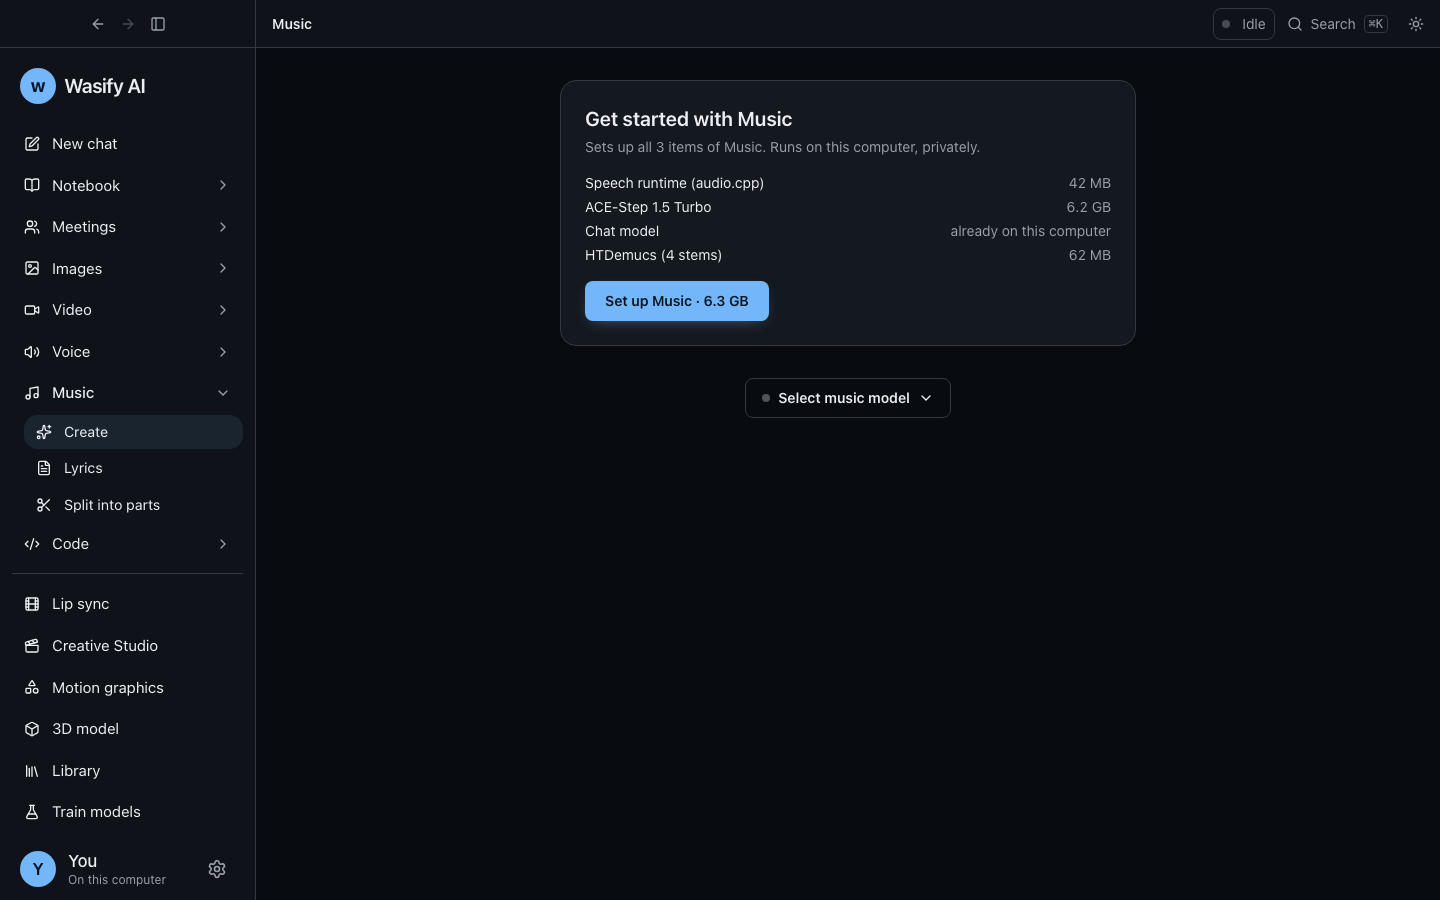 Music
Idle
Search
⌘K
w
Wasify AI
New chat
Notebook
Meetings
Images
Video
Voice
Music
Create
Lyrics
Split into parts
Code
Lip sync
Creative Studio
Motion graphics
3D model
Library
Train models
Y
You
On this computer
Get started with Music
Sets up all 3 items of Music. Runs on this computer, privately.
Speech runtime (audio.cpp) 42 MB
ACE-Step 1.5 Turbo 6.2 GB
Chat model already on this computer
HTDemucs (4 stems) 62 MB
Set up Music · 6.3 GB
Select music model